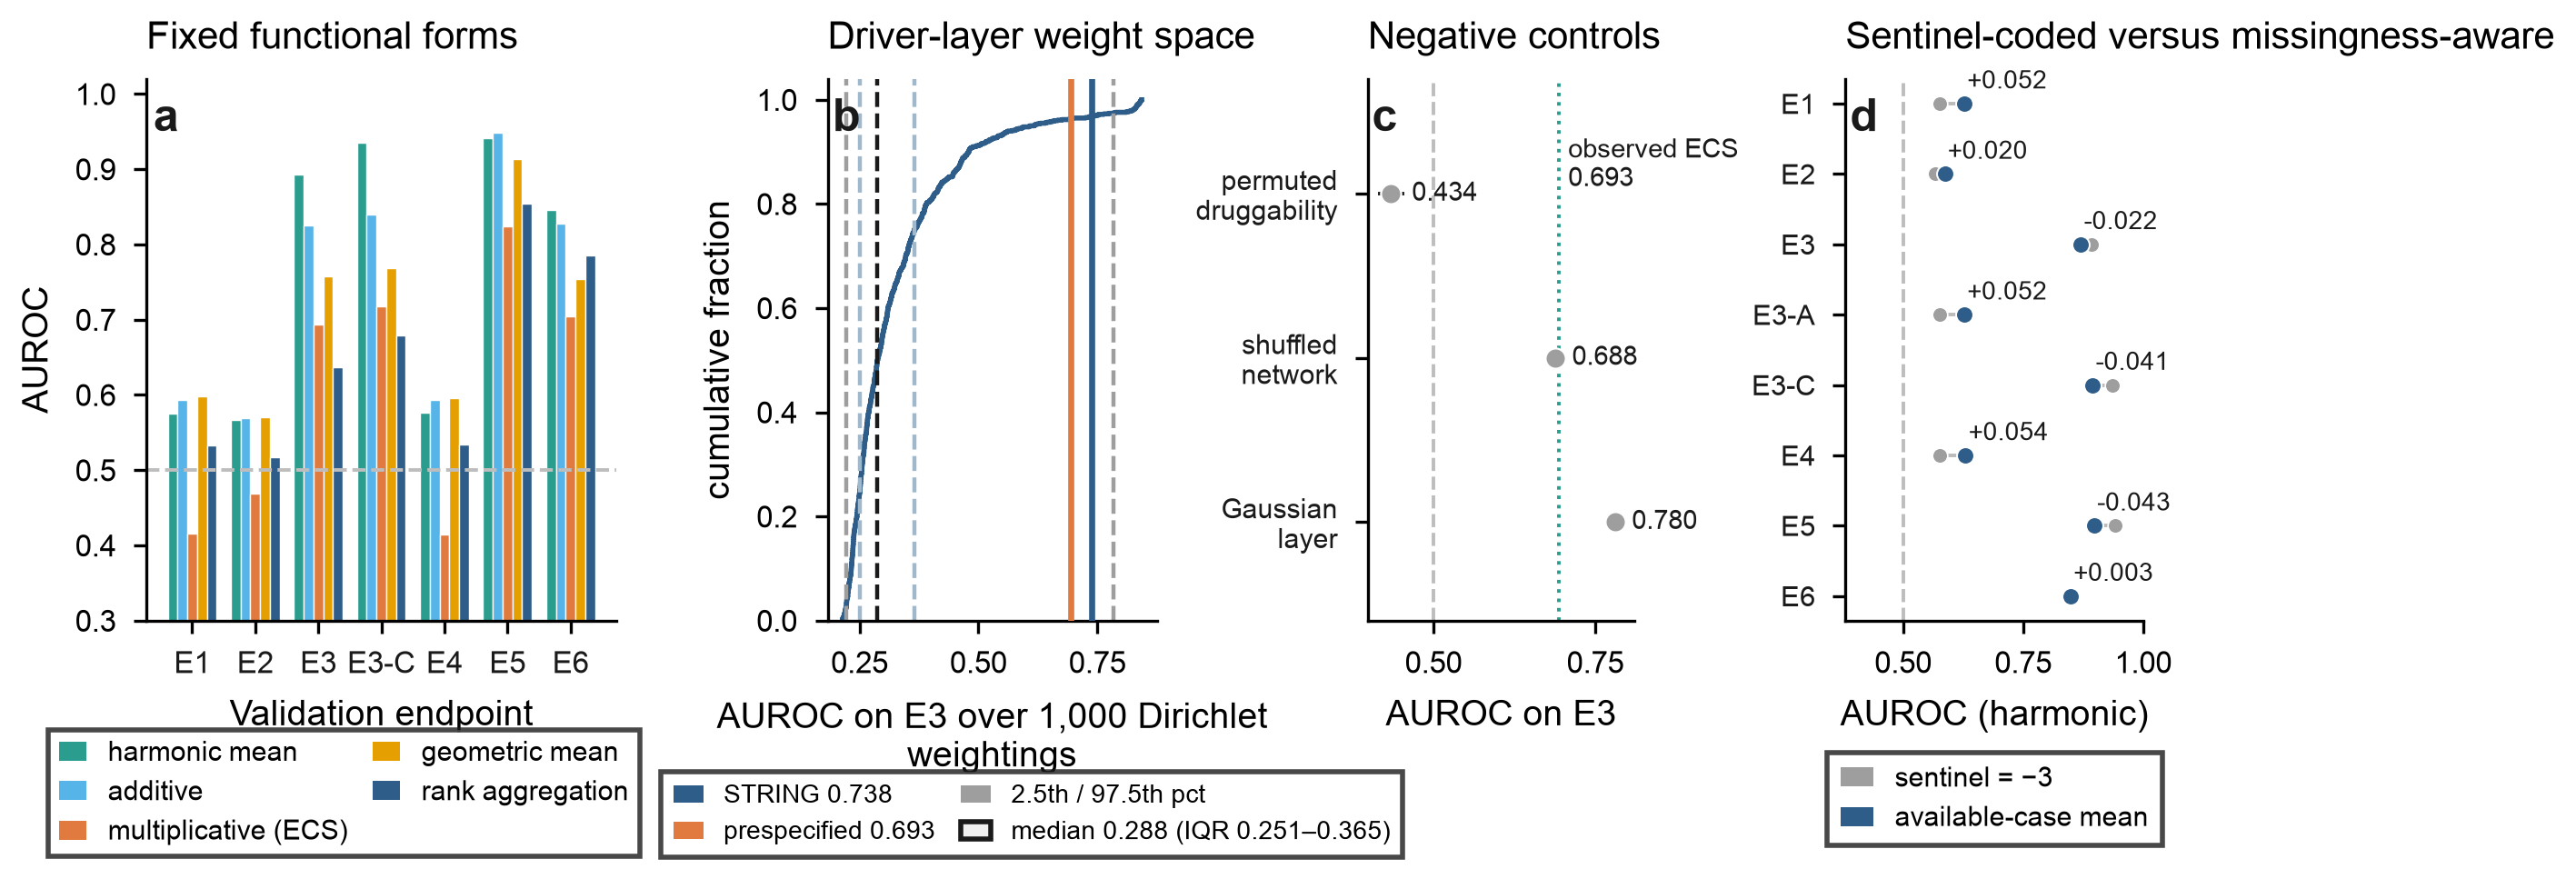 Fixed functional forms
a
AUROC
1.0
0.9
0.8
0.7
0.6
0.5
0.4
0.3
E1
E2
E3
E3-C
E4
E5
E6
Validation endpoint
harmonic mean
additive
multiplicative (ECS)
geometric mean
rank aggregation
Driver-layer weight space
b
cumulative fraction
1.0
0.8
0.6
0.4
0.2
0.0
0.25
0.50
0.75
AUROC on E3 over 1,000 Dirichlet
weightings
STRING 0.738
prespecified 0.693
2.5th / 97.5th pct
median 0.288 (IQR 0.251–0.365)
Negative controls
c
observed ECS
0.693
permuted
druggability
0.434
shuffled
network
0.688
Gaussian
layer
0.780
0.50
0.75
AUROC on E3
Sentinel-coded versus missingness-aware
d
E1
+0.052
E2
+0.020
E3
-0.022
E3-A
+0.052
E3-C
-0.041
E4
+0.054
E5
-0.043
E6
+0.003
0.50
0.75
1.00
AUROC (harmonic)
sentinel = −3
available-case mean